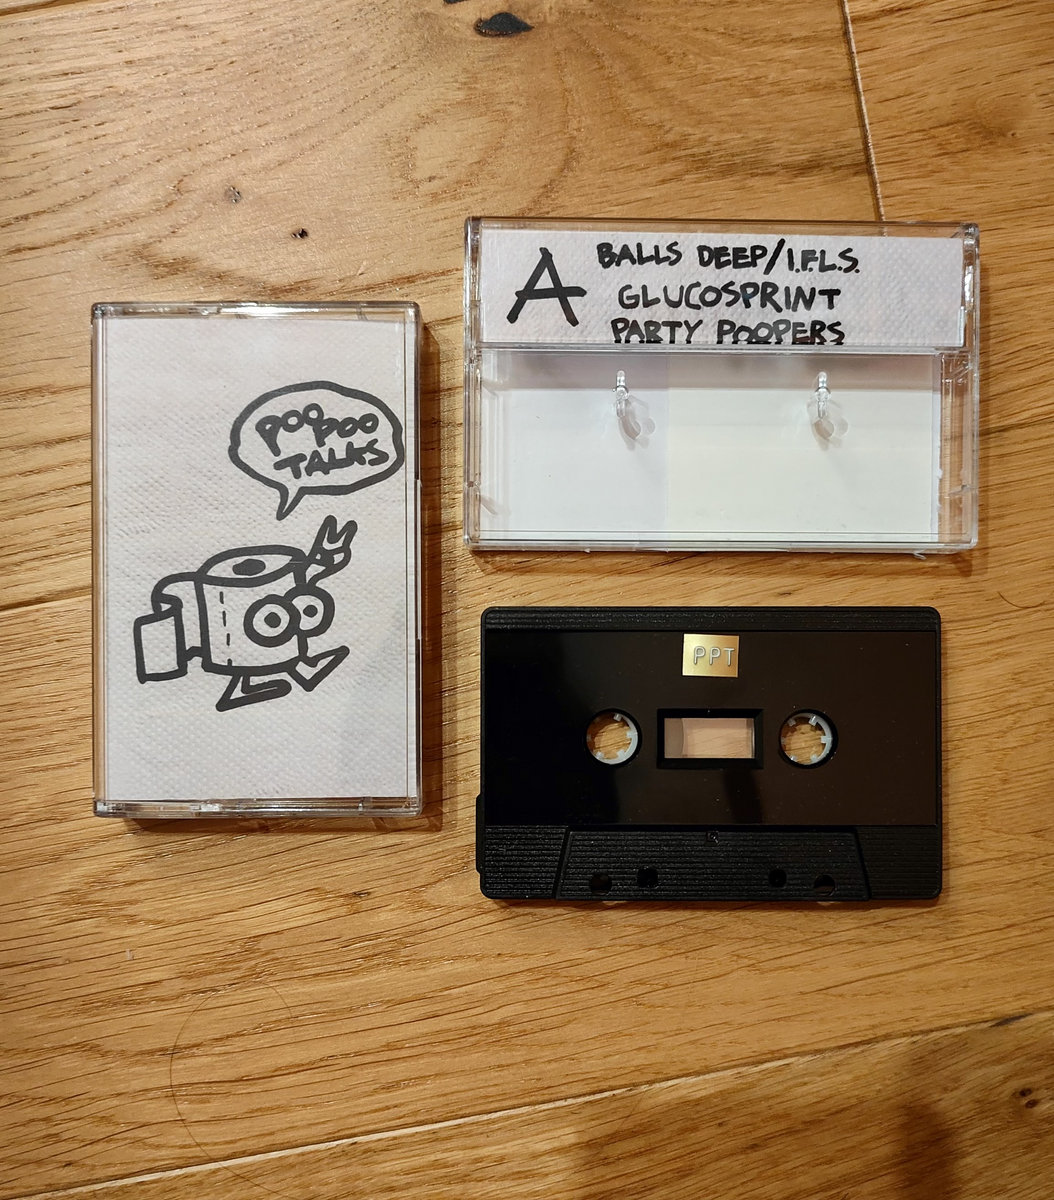 POOPOO
TALKS
A
BALLS DEEP/I.F.L.S.
GLUCOSPRINT
PARTY POOPERS
PPT